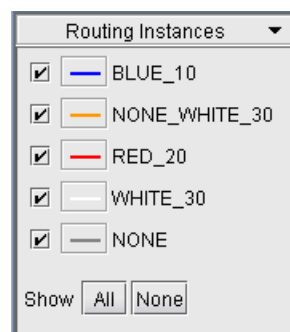 Routing Instances
BLUE_10
NONE_WHITE_30
RED_20
WHITE_30
NONE
Show All None